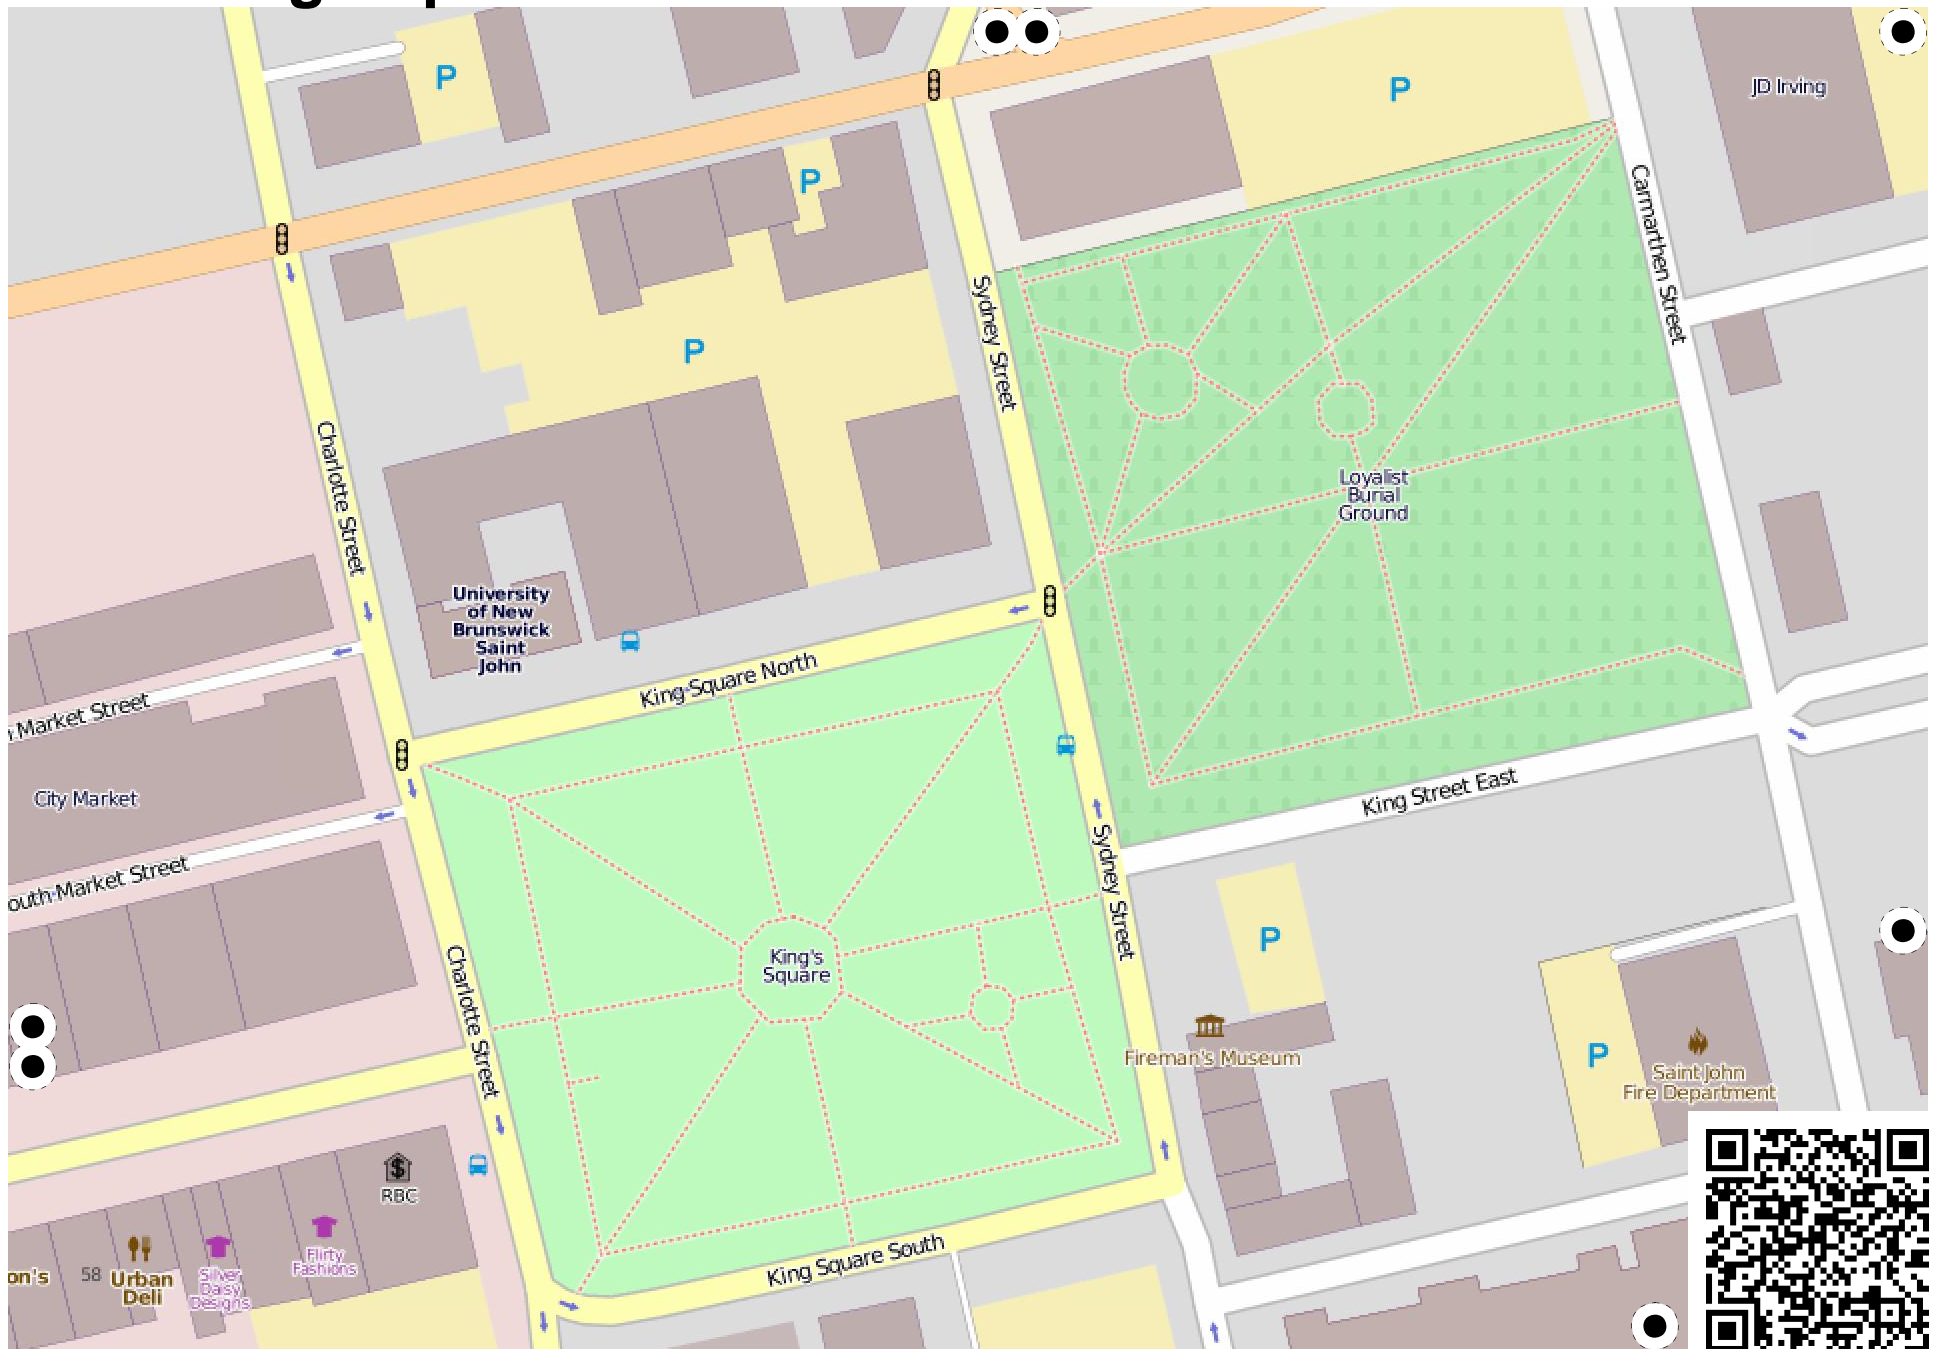 P
P
JD Irving
P
Carmarthen Street
Sydney Street
P
Charlotte Street
Loyalist
Burial
Ground
University
of New
Brunswick
Saint
John
King Square North
Market Street
City Market
King Street East
South Market Street
Sydney Street
P
King's
Square
Charlotte Street
Fireman's Museum
P
Saint John
Fire Department
RBC
Flirty
Fashions
King Square South
on's
58
Urban
Deli
Silver
Daisy
Designs